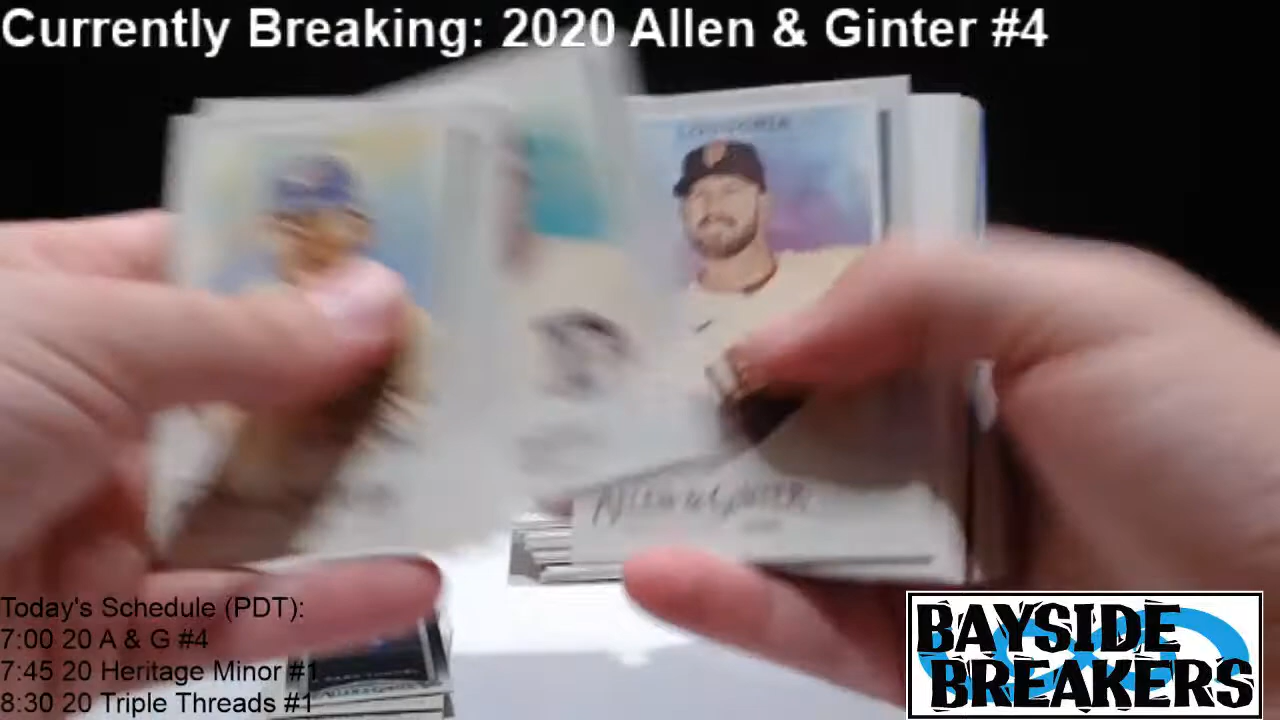 Currently Breaking: 2020 Allen & Ginter #4
Allen & Ginter
Today's Schedule (PDT):
7:00 20 A & G #4
7:45 20 Heritage Minor #1
8:30 20 Triple Threads #1
BAYSIDE
BREAKERS